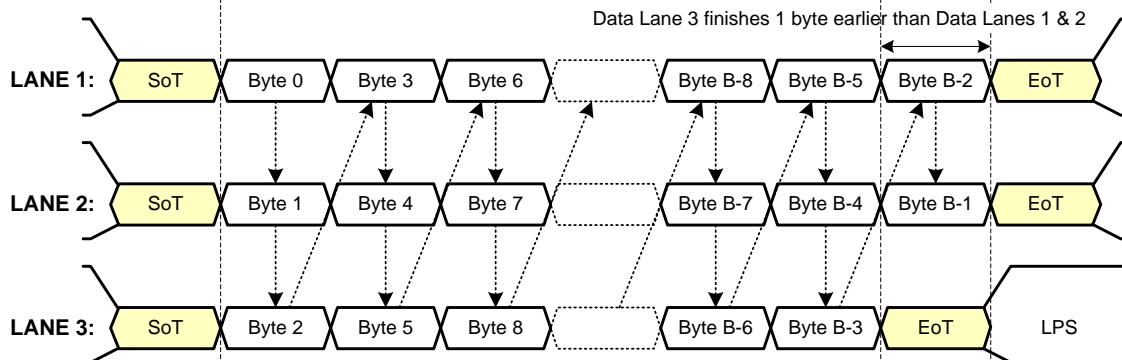 Data Lane 3 finishes 1 byte earlier than Data Lanes 1 & 2
LANE 1: SoT Byte 0 Byte 3 Byte 6 Byte B-8 Byte B-5 Byte B-2 EoT
LANE 2: SoT Byte 1 Byte 4 Byte 7 Byte B-7 Byte B-4 Byte B-1 EoT
LANE 3: SoT Byte 2 Byte 5 Byte 8 Byte B-6 Byte B-3 EoT LPS